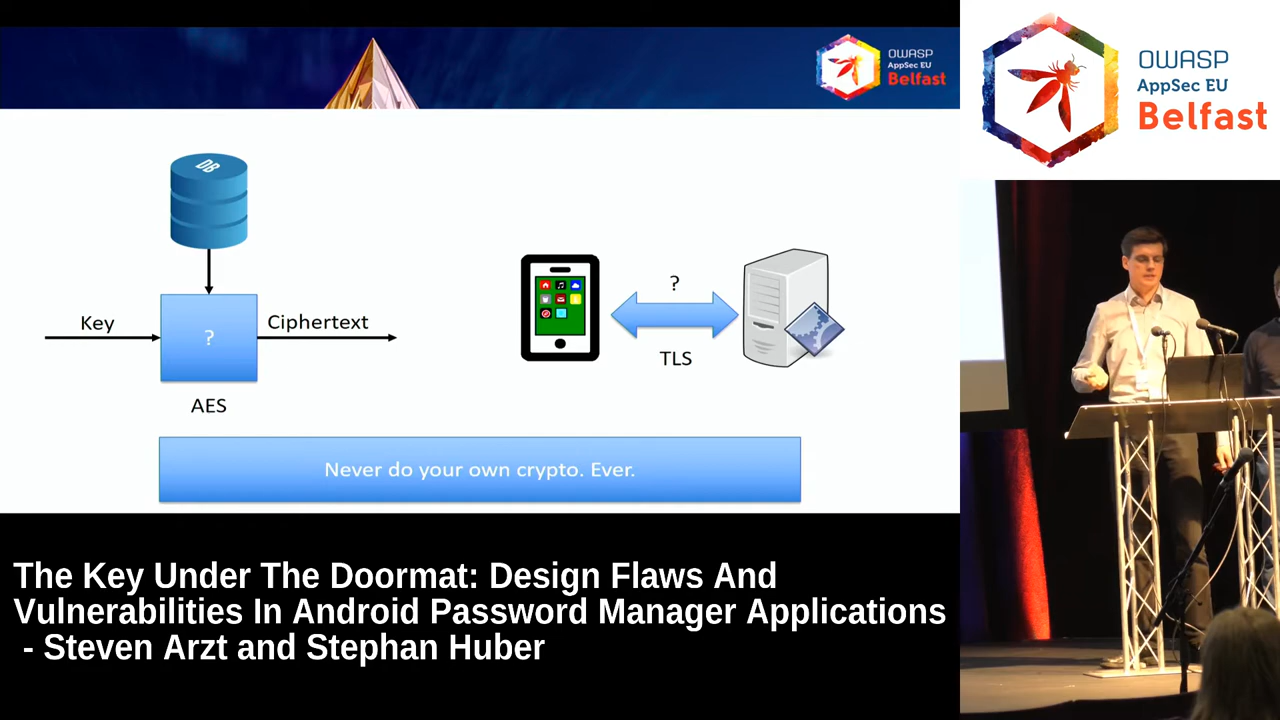 OWASP
AppSec EU
Belfast
OWASP
AppSec EU
Belfast
DB
Key
?
Ciphertext
AES
?
TLS
Never do your own crypto. Ever.
The Key Under The Doormat: Design Flaws And
Vulnerabilities In Android Password Manager Applications
- Steven Arzt and Stephan Huber